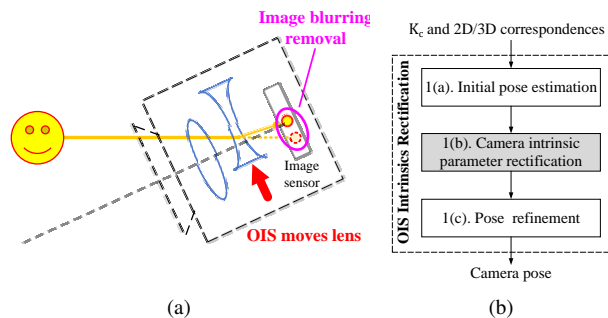 Image blurring
removal
Image
sensor
OIS moves lens
(a)
K_c and 2D/3D correspondences
OIS Intrinsics Rectification
1(a). Initial pose estimation
1(b). Camera intrinsic
parameter rectification
1(c). Pose refinement
Camera pose
(b)